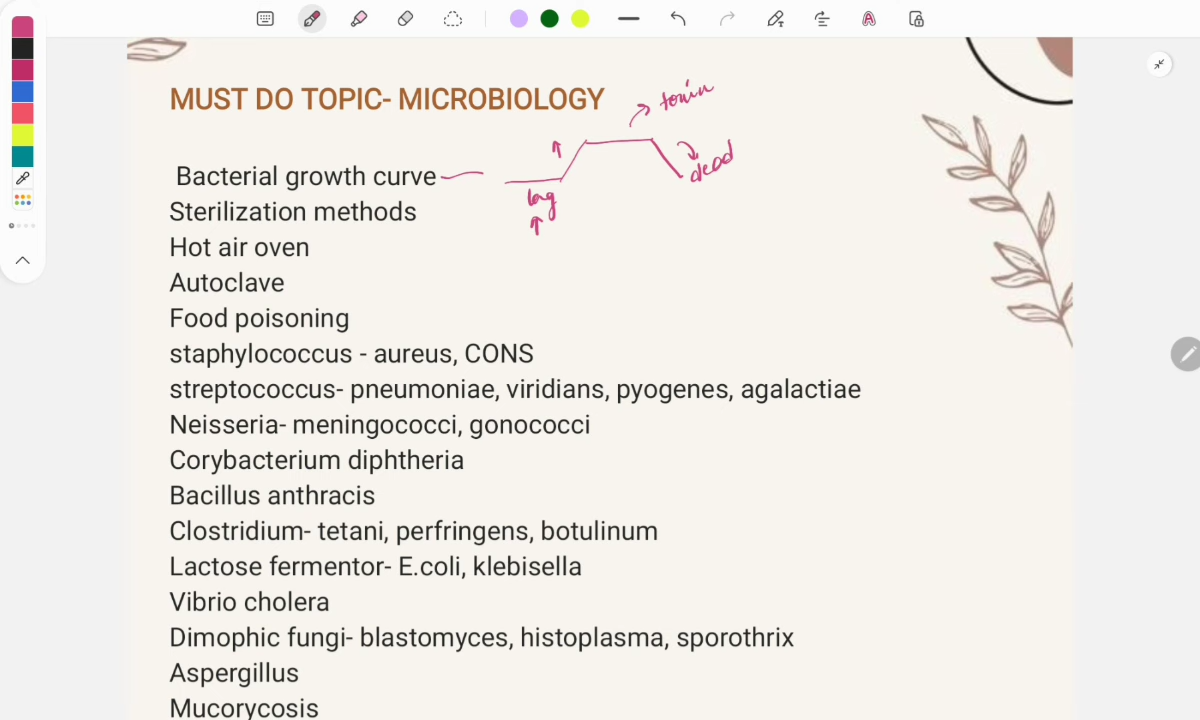 MUST DO TOPIC- MICROBIOLOGY
toxin
Bacterial growth curve
dead
lag
Sterilization methods
Hot air oven
Autoclave
Food poisoning
staphylococcus - aureus, CONS
streptococcus- pneumoniae, viridians, pyogenes, agalactiae
Neisseria- meningococci, gonococci
Corybacterium diphtheria
Bacillus anthracis
Clostridium- tetani, perfringens, botulinum
Lactose fermentor- E.coli, klebisella
Vibrio cholera
Dimophic fungi- blastomyces, histoplasma, sporothrix
Aspergillus
Mucorycosis